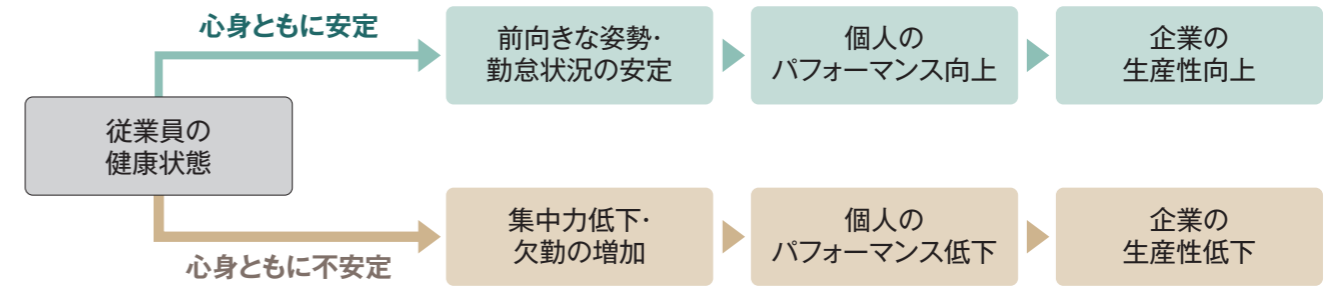 心身ともに安定
前向きな姿勢・
勤怠状況の安定
個人の
パフォーマンス向上
企業の
生産性向上
従業員の
健康状態
心身ともに不安定
集中力低下・
欠勤の増加
個人の
パフォーマンス低下
企業の
生産性低下